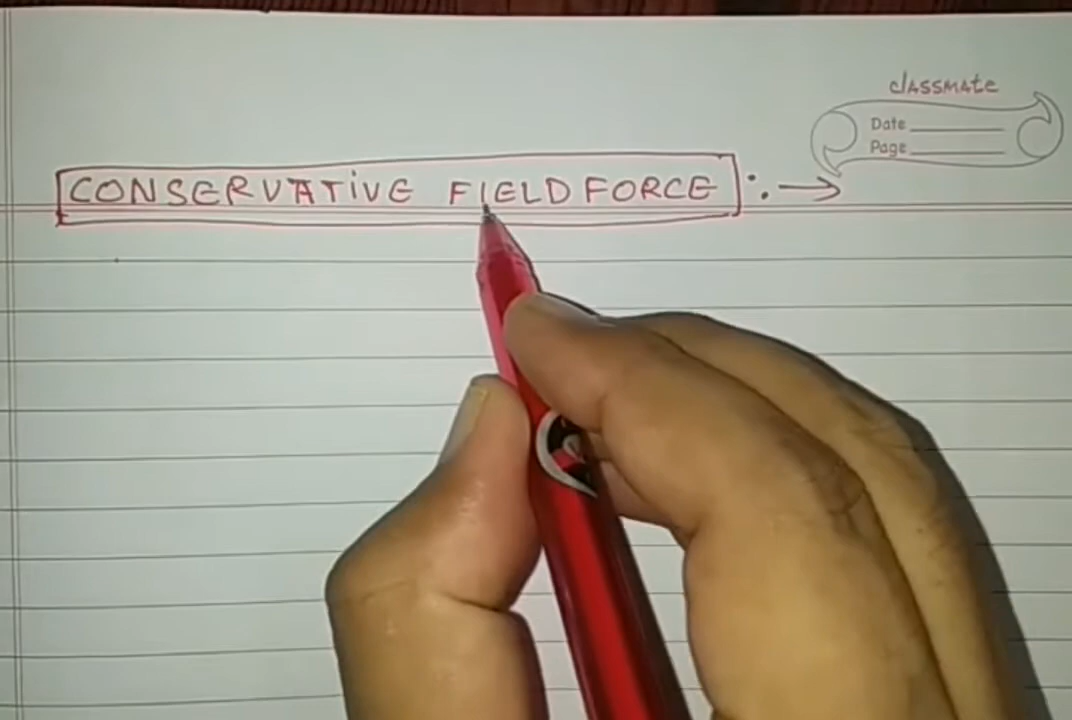 classmate
Date
Page
CONSERVATIVE FIELD FORCE :. →